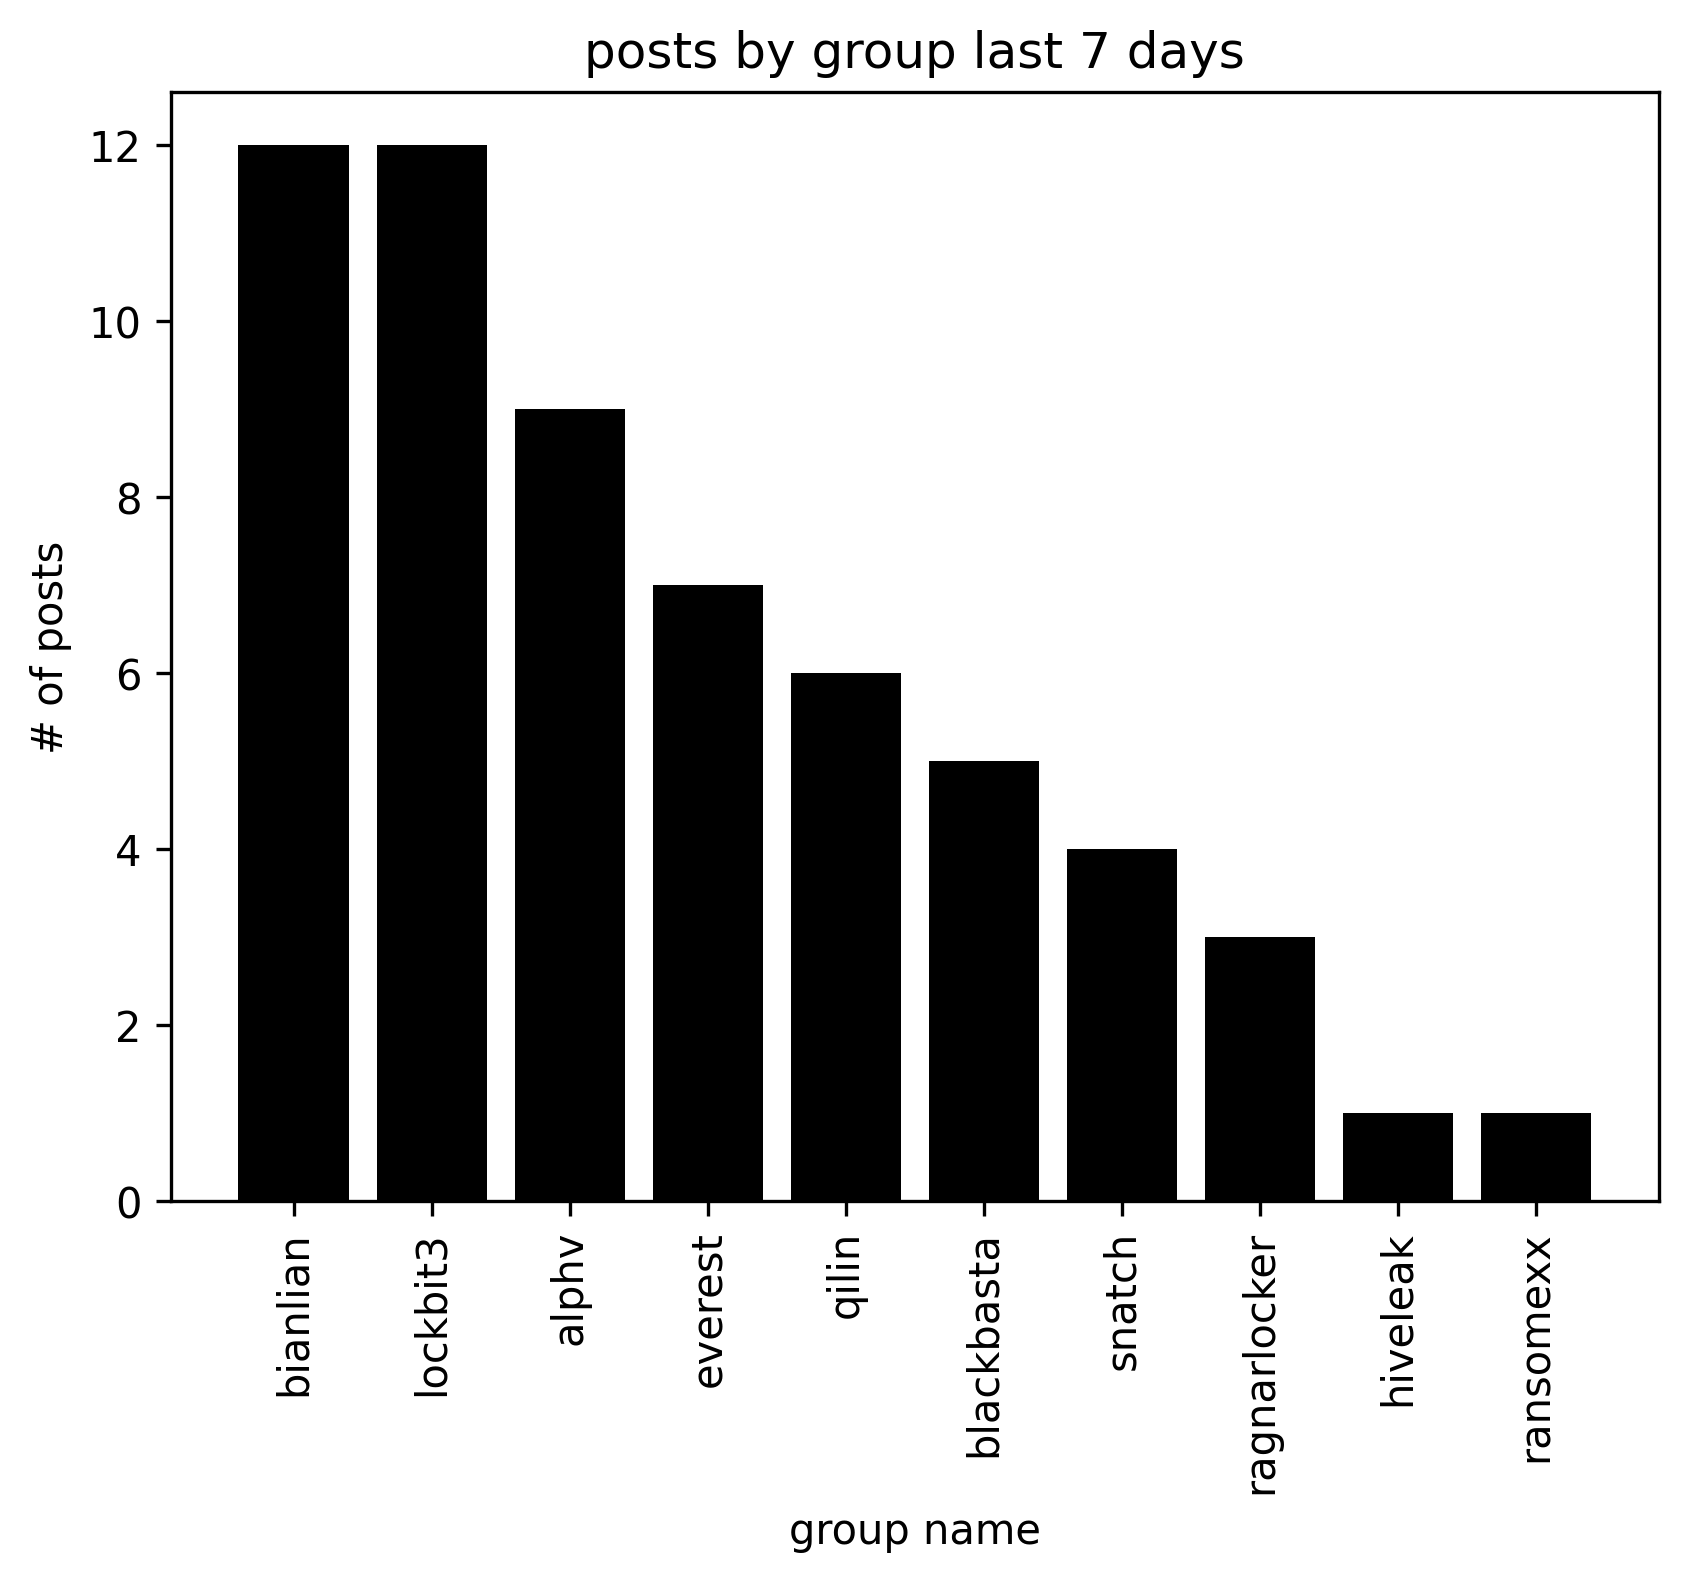 posts by group last 7 days
12
10
8
6
4
2
0
# of posts
bianlian
lockbit3
alphv
everest
qilin
blackbasta
snatch
ragnarlocker
hiveleak
ransomexx
group name